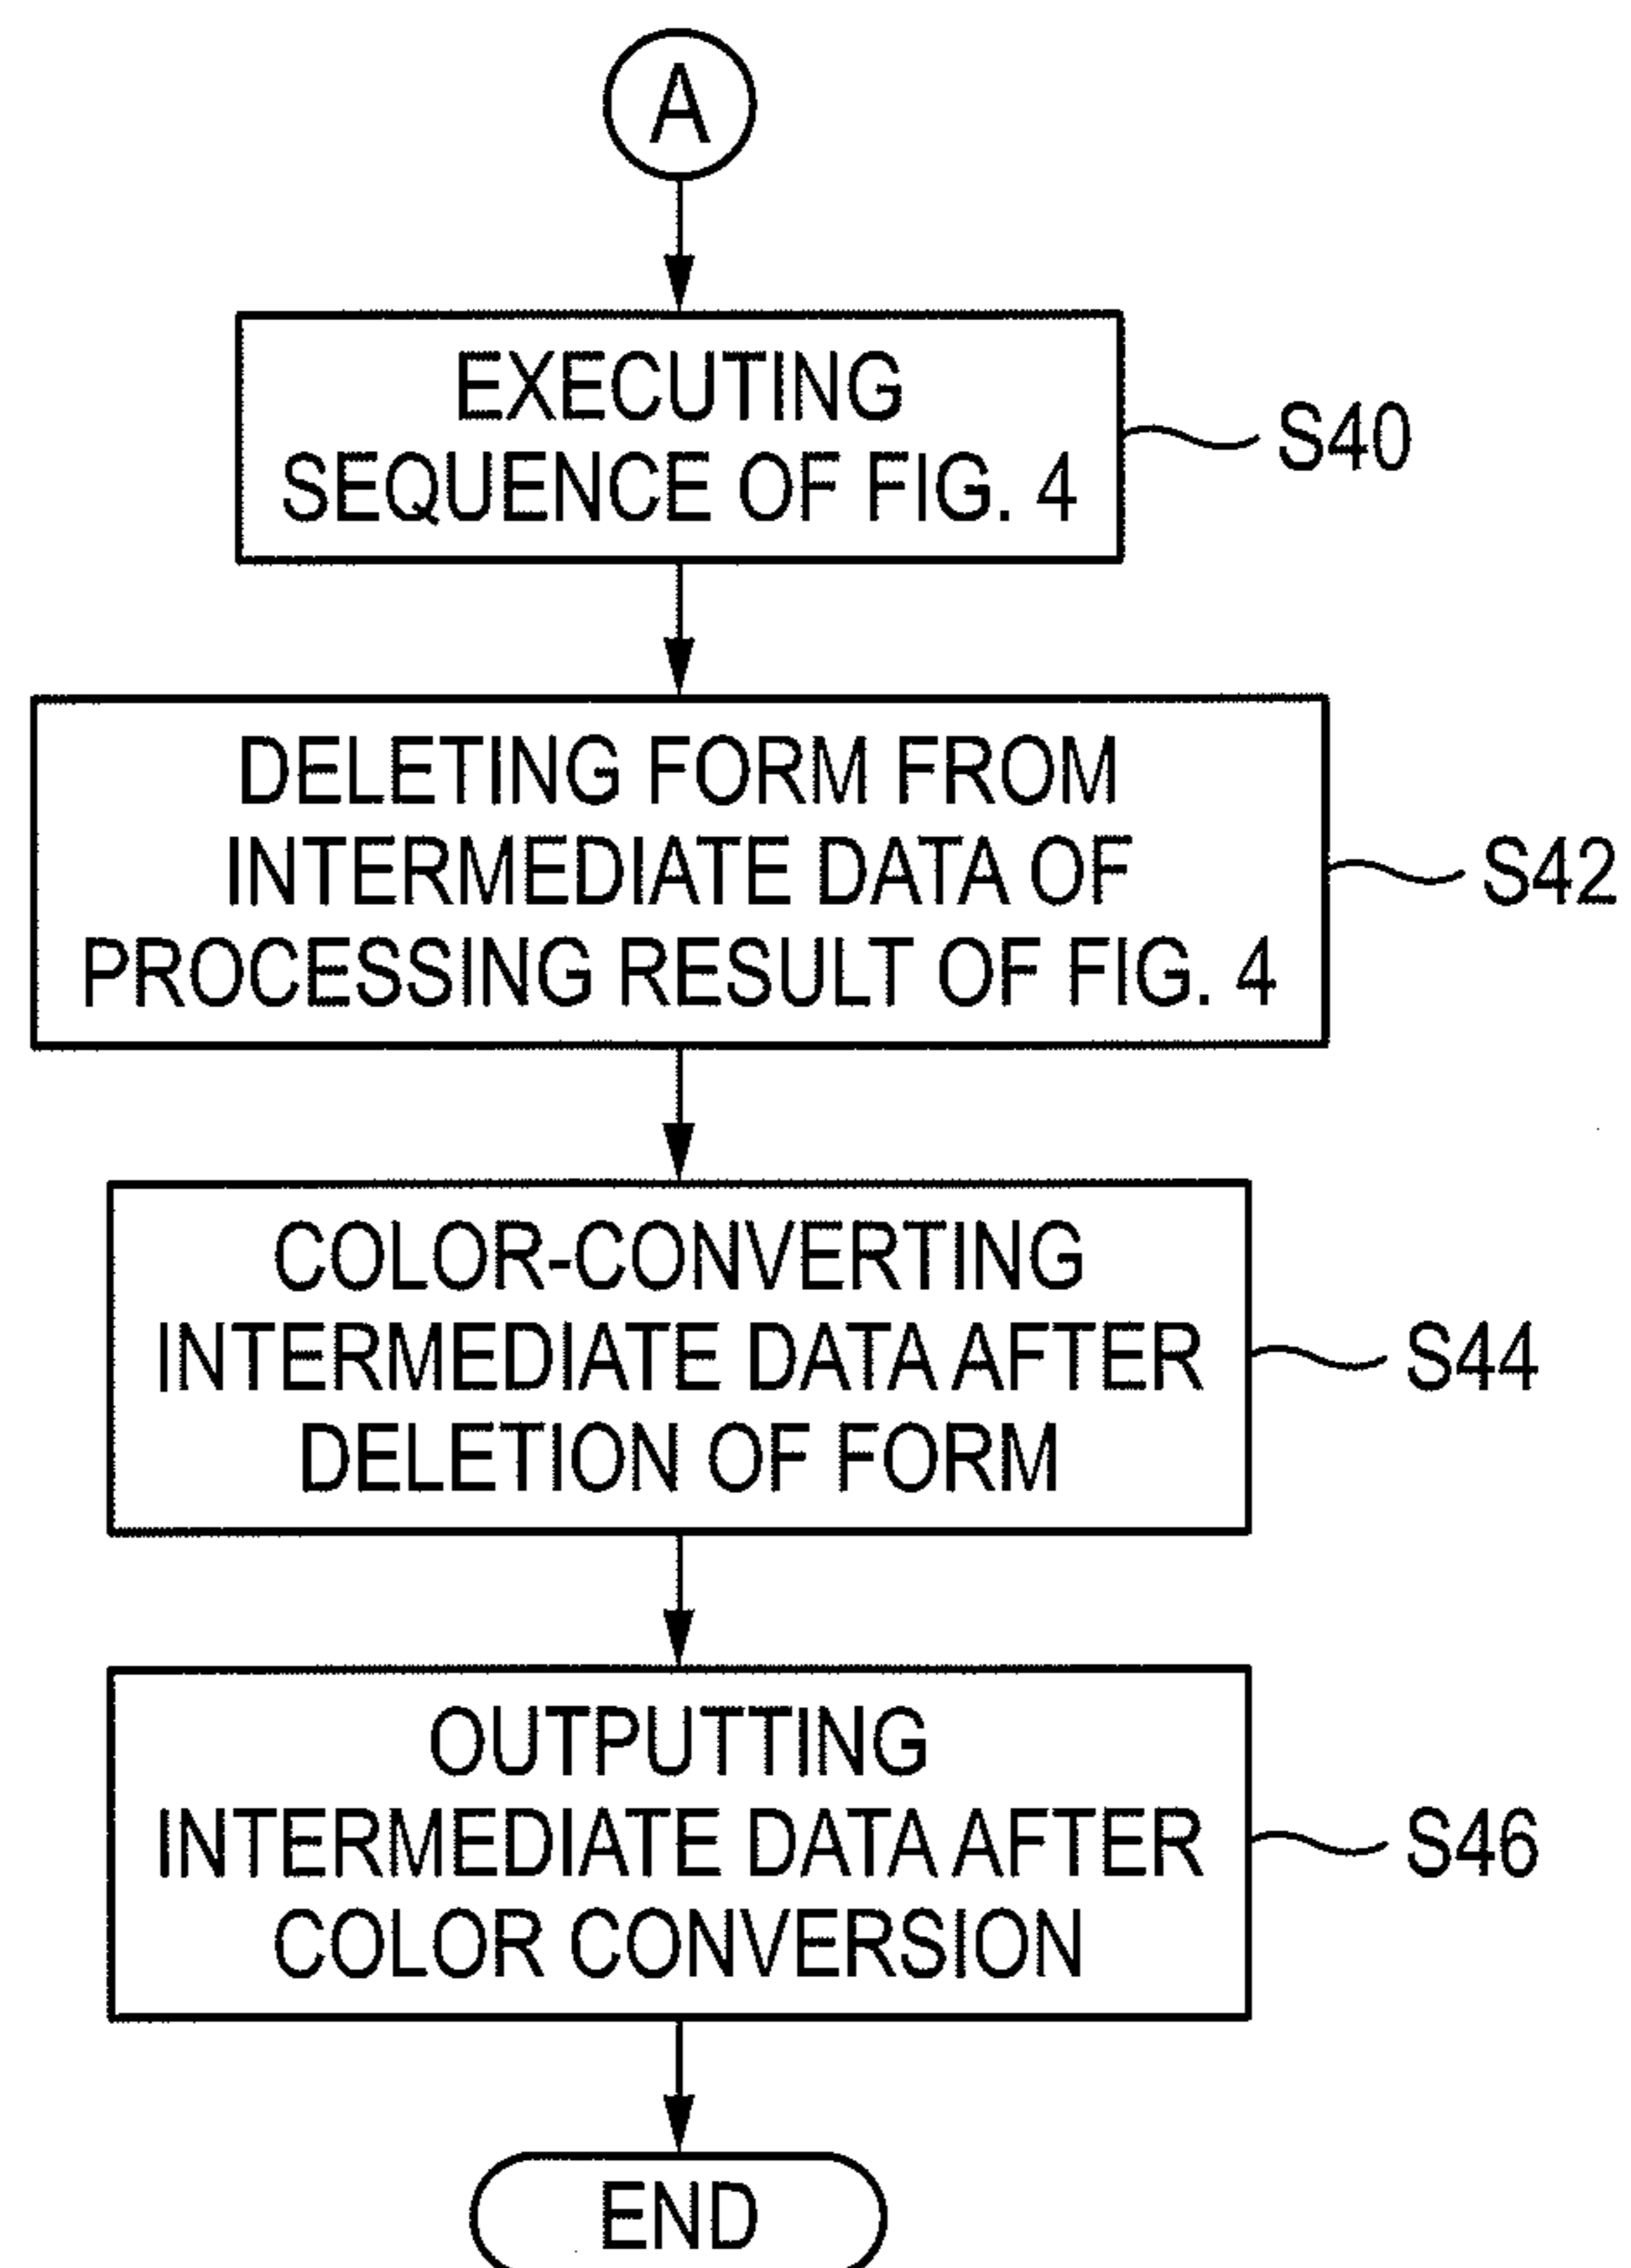 A
EXECUTING
SEQUENCE OF FIG. 4
S40
DELETING FORM FROM
INTERMEDIATE DATA OF
PROCESSING RESULT OF FIG. 4
S42
COLOR-CONVERTING
INTERMEDIATE DATA AFTER
DELETION OF FORM
S44
OUTPUTTING
INTERMEDIATE DATA AFTER
COLOR CONVERSION
S46
END